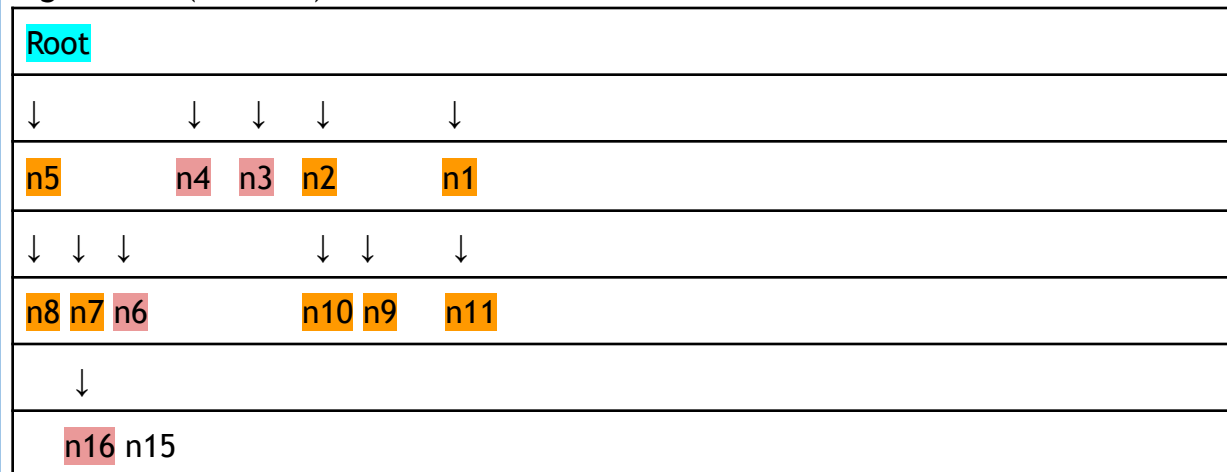 Root
↓ ↓ ↓ ↓ ↓
n5 n4 n3 n2 n1
↓ ↓ ↓ ↓ ↓ ↓
n8 n7 n6 n10 n9 n11
↓
n16 n15